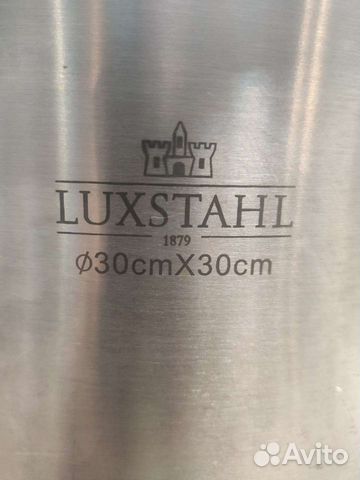 LUXSTAHL
1879
Ø30cmX30cm
Avito